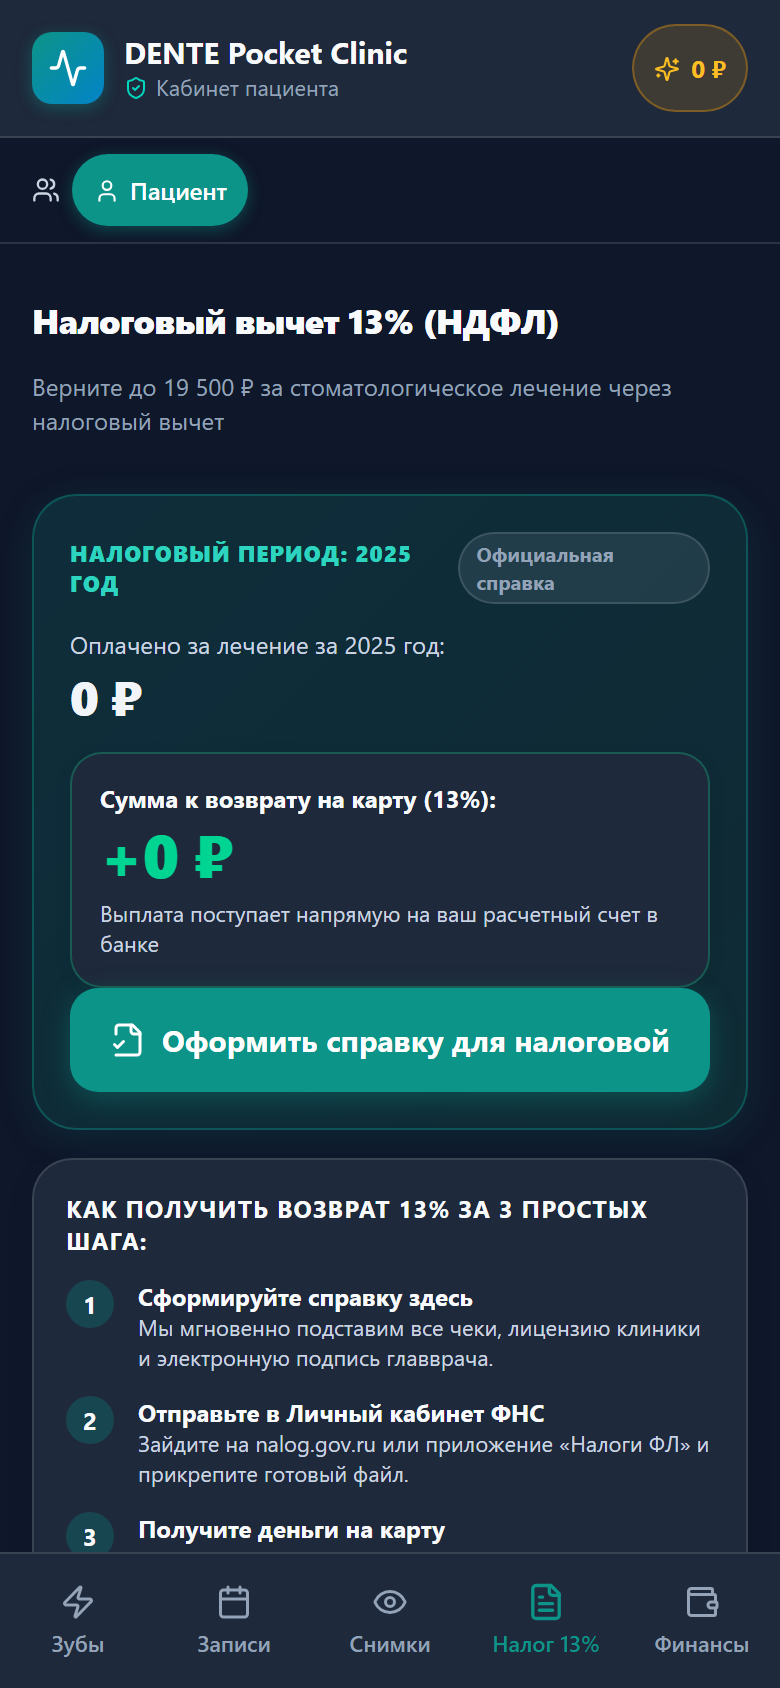 DENTE Pocket Clinic
Кабинет пациента
0 ₽
Пациент
Налоговый вычет 13% (НДФЛ)
Верните до 19 500 ₽ за стоматологическое лечение через
налоговый вычет
НАЛОГОВЫЙ ПЕРИОД: 2025
ГОД
Официальная
справка
Оплачено за лечение за 2025 год:
0 ₽
Сумма к возврату на карту (13%):
+0 ₽
Выплата поступает напрямую на ваш расчетный счет в
банке
Оформить справку для налоговой
КАК ПОЛУЧИТЬ ВОЗВРАТ 13% ЗА 3 ПРОСТЫХ
ШАГА:
1
Сформируйте справку здесь
Мы мгновенно подставим все чеки, лицензию клиники
и электронную подпись главврача.
2
Отправьте в Личный кабинет ФНС
Зайдите на nalog.gov.ru или приложение «Налоги ФЛ» и
прикрепите готовый файл.
3
Получите деньги на карту
Зубы
Записи
Снимки
Налог 13%
Финансы